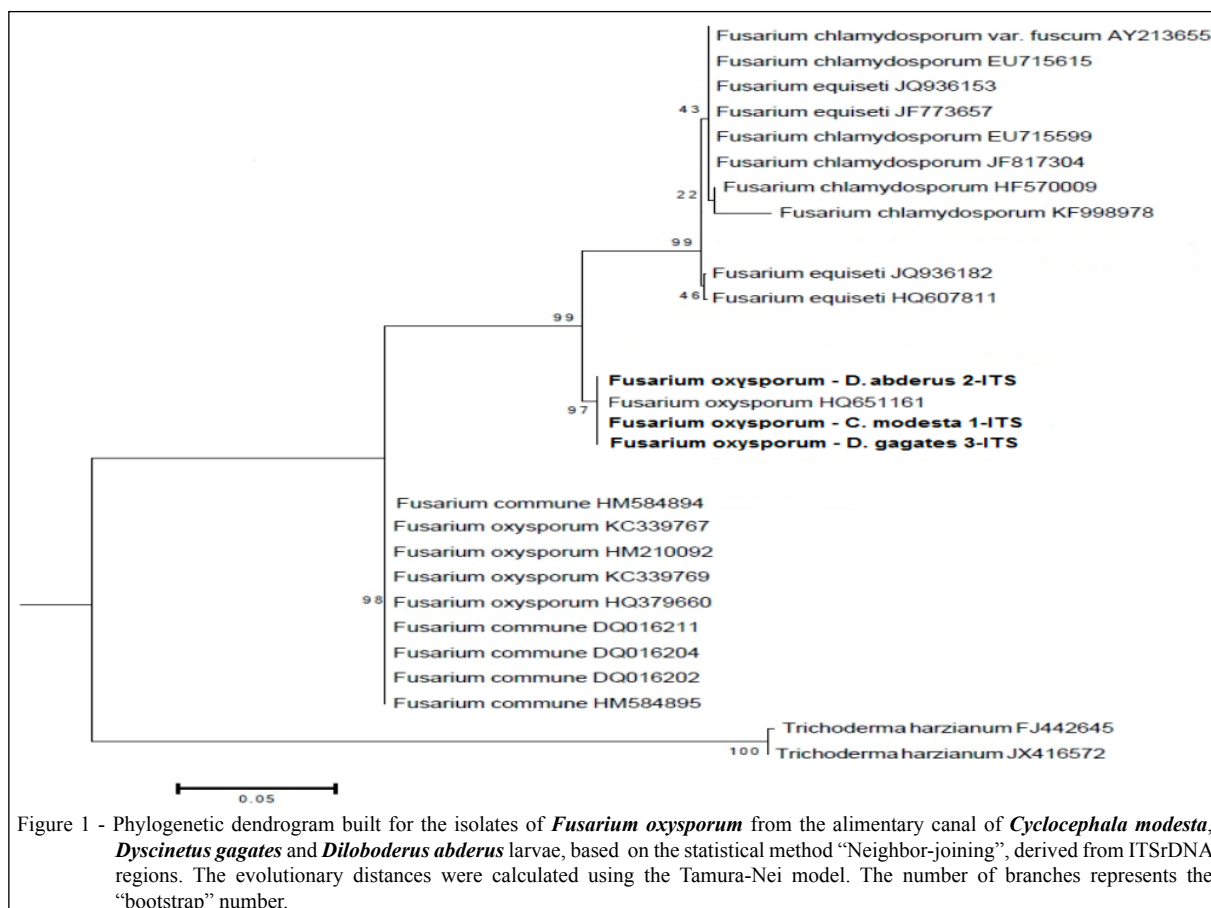 Fusarium chlamydosporum var. fuscum AY213655
Fusarium chlamydosporum EU715615
Fusarium equiseti JQ936153
43
Fusarium equiseti JF773657
Fusarium chlamydosporum EU715599
Fusarium chlamydosporum JF817304
Fusarium chlamydosporum HF570009
22
Fusarium chlamydosporum KF998978
99
Fusarium equiseti JQ936182
46
Fusarium equiseti HQ607811
99
Fusarium oxysporum - D. abderus 2-ITS
Fusarium oxysporum HQ651161
97
Fusarium oxysporum - C. modesta 1-ITS
Fusarium oxysporum - D. gagates 3-ITS
Fusarium commune HM584894
Fusarium oxysporum KC339767
Fusarium oxysporum HM210092
Fusarium oxysporum KC339769
98
Fusarium oxysporum HQ379660
Fusarium commune DQ016211
Fusarium commune DQ016204
Fusarium commune DQ016202
Fusarium commune HM584895
Trichoderma harzianum FJ442645
100
Trichoderma harzianum JX416572
0.05
Figure 1 - Phylogenetic dendrogram built for the isolates of Fusarium oxysporum from the alimentary canal of Cyclocephala modesta,
Dyscinetus gagates and Diloboderus abderus larvae, based on the statistical method “Neighbor-joining”, derived from ITSrDNA
regions. The evolutionary distances were calculated using the Tamura-Nei model. The number of branches represents the
“bootstrap” number.